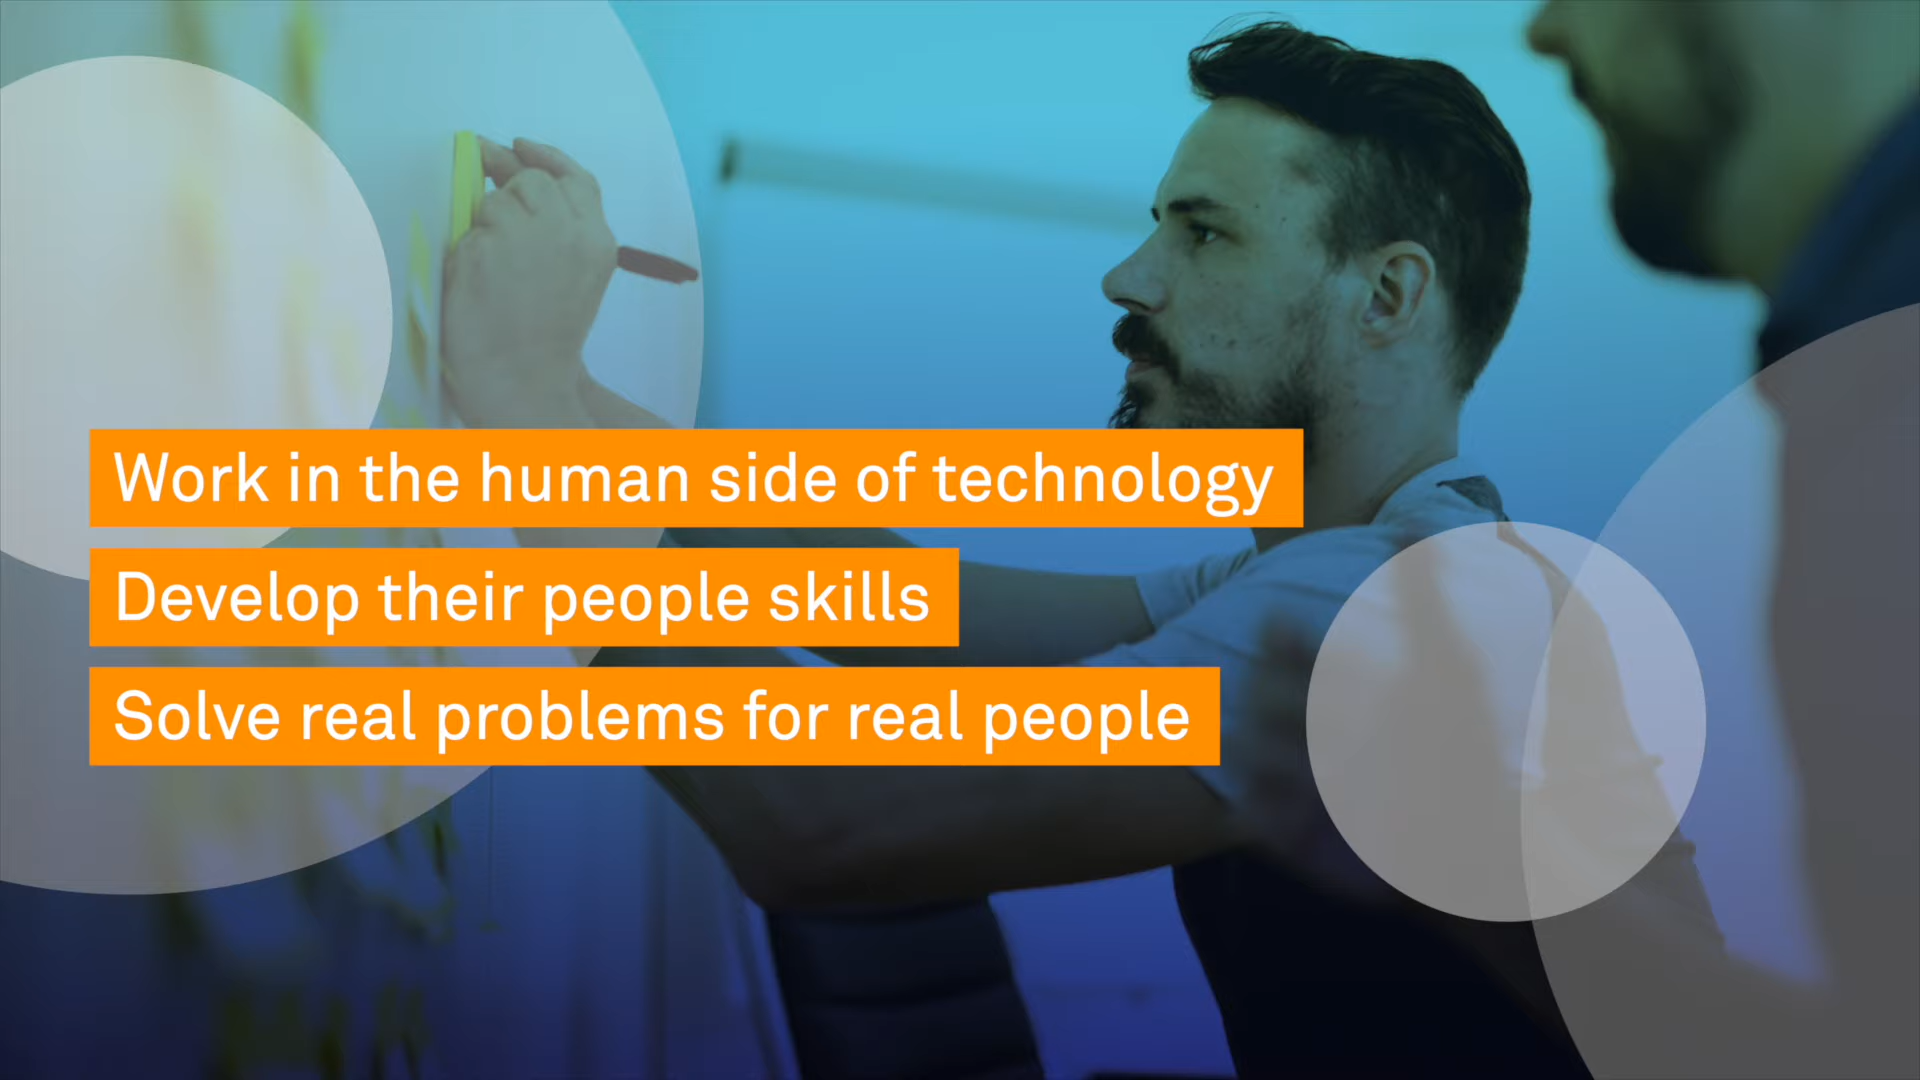 Work in the human side of technology
Develop their people skills
Solve real problems for real people